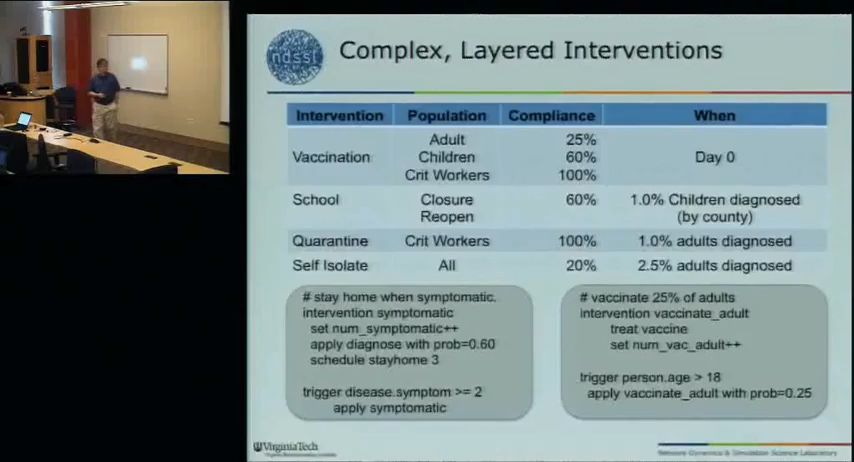 ndssl
Complex, Layered Interventions
Intervention Population Compliance When
Vaccination Adult 25% Day 0
Children 60%
Crit Workers 100%
School Closure 60% 1.0% Children diagnosed
Reopen (by county)
Quarantine Crit Workers 100% 1.0% adults diagnosed
Self Isolate All 20% 2.5% adults diagnosed
# stay home when symptomatic.
intervention symptomatic
set num_symptomatic++
apply diagnose with prob=0.60
schedule stayhome 3
trigger disease.symptom >= 2
apply symptomatic
# vaccinate 25% of adults
intervention vaccinate_adult
treat vaccine
set num_vac_adult++
trigger person.age > 18
apply vaccinate_adult with prob=0.25
VirginiaTech
Network Dynamics & Simulation Science Laboratory